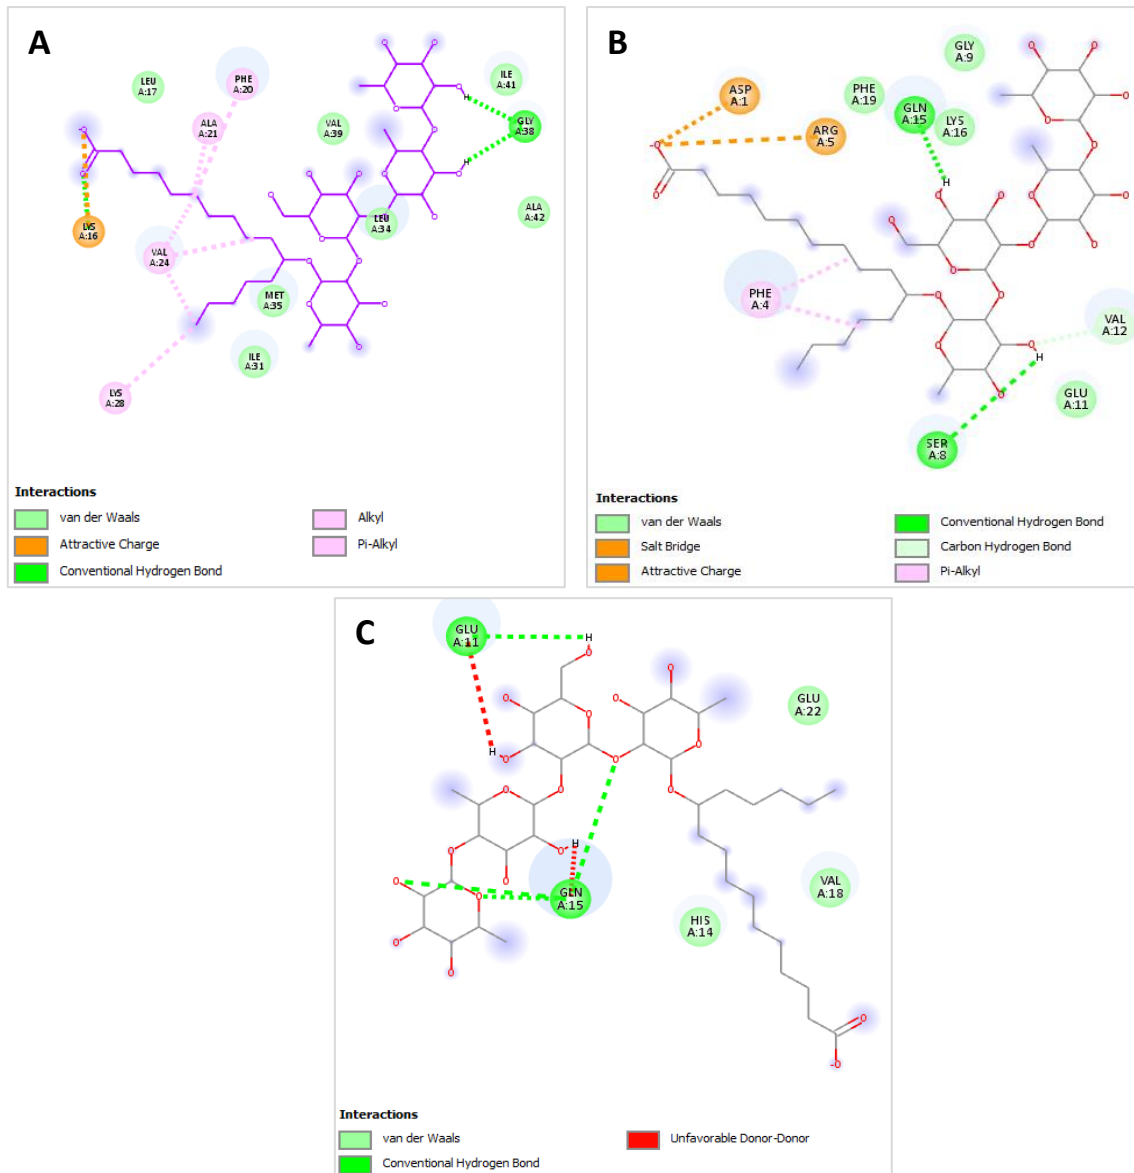 A
LEU
A:17
PHE
A:20
ALA
A:21
VAL
A:39
ILE
A:41
GLY
A:38
ALA
A:42
LEU
A:34
LYS
A:16
VAL
A:24
MET
A:35
ILE
A:31
LYS
A:28
Interactions
van der Waals
Attractive Charge
Conventional Hydrogen Bond
Alkyl
Pi-Alkyl
B
ASP
A:1
ARG
A:5
PHE
A:19
GLN
A:15
GLY
A:9
LYS
A:16
PHE
A:4
VAL
A:12
GLU
A:11
SER
A:8
Interactions
van der Waals
Salt Bridge
Attractive Charge
Conventional Hydrogen Bond
Carbon Hydrogen Bond
Pi-Alkyl
C
GLU
A:11
GLU
A:22
GLN
A:15
HIS
A:14
VAL
A:18
Interactions
van der Waals
Conventional Hydrogen Bond
Unfavorable Donor-Donor